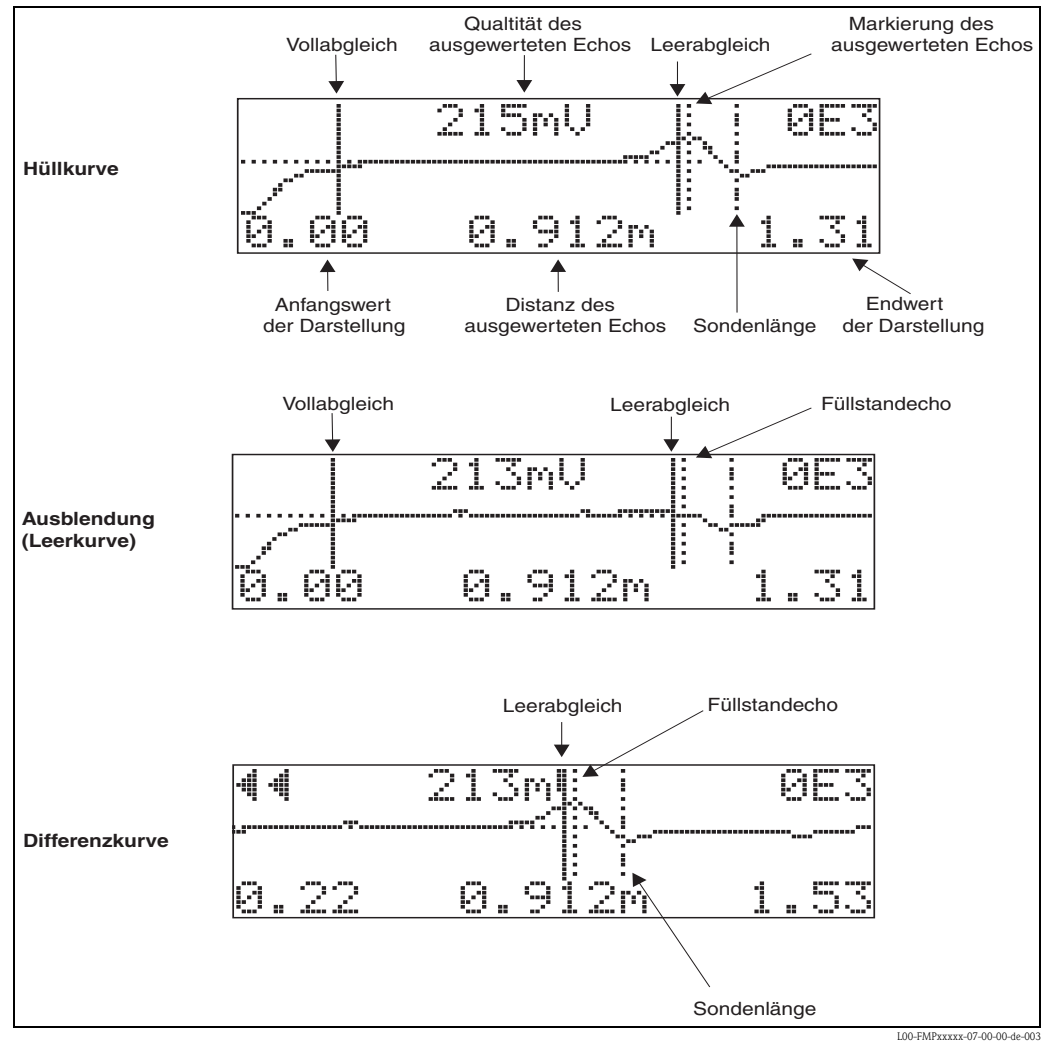 Vollabgleich
Qualtität des
ausgewerteten Echos
Leerabgleich
Markierung des
ausgewerteten Echos
Hüllkurve
215mV
0E3
0.00
0.912m
1.31
Anfangswert
der Darstellung
Distanz des
ausgewerteten Echos
Sondenlänge
Endwert
der Darstellung
Vollabgleich
Leerabgleich
Füllstandecho
Ausblendung
(Leerkurve)
213mV
0E3
0.00
0.912m
1.31
Leerabgleich
Füllstandecho
Differenzkurve
213m
0E3
0.22
0.912m
1.53
Sondenlänge
L00-FMPxxxxx-07-00-00-de-003